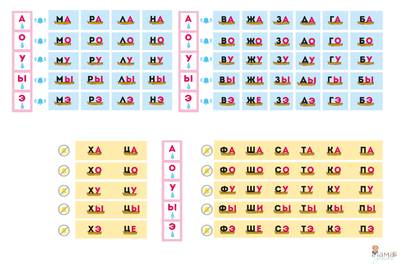 А МА РА ЛА НА А ВА ЖА ЗА ДА ГА БА
О МО РО ЛО НО О ВО ЖО ЗО ДО ГО БО
У МУ РУ ЛУ НУ У ВУ ЖУ ЗУ ДУ ГУ БУ
Ы МЫ РЫ ЛЫ НЫ Ы ВЫ ЖИ ЗЫ ДЫ ГЫ БЫ
Э МЭ РЭ ЛЭ НЭ Э ВЭ ЖЕ ЗЭ ДЭ ГЭ БЭ
ХА ЦА А ФА ША СА ТА КА ПА
ХО ЦО О ФО ШО СО ТО КО ПО
ХУ ЦУ У ФУ ШУ СУ ТУ КУ ПУ
ХЫ ЦЫ Ы ФЫ ШИ СЫ ТЫ КЫ ПЫ
ХЭ ЦЕ Э ФЭ ШЕ СЭ ТЭ КЭ ПЭ
мама